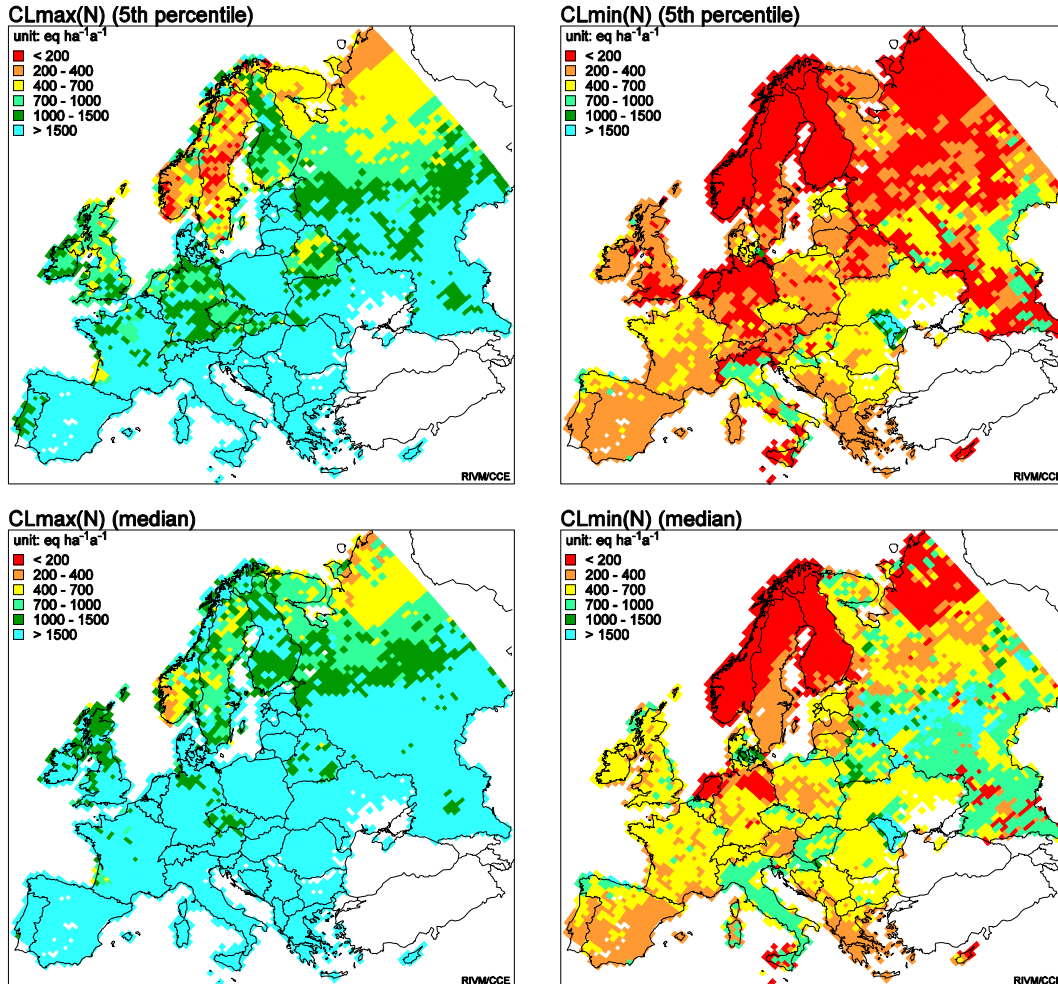 CLmax(N) (5th percentile)
unit: eq ha⁻¹a⁻¹
< 200
200 - 400
400 - 700
700 - 1000
1000 - 1500
> 1500
RIVM/CCE
CLmin(N) (5th percentile)
unit: eq ha⁻¹a⁻¹
< 200
200 - 400
400 - 700
700 - 1000
1000 - 1500
> 1500
RIVM/CCE
CLmax(N) (median)
unit: eq ha⁻¹a⁻¹
< 200
200 - 400
400 - 700
700 - 1000
1000 - 1500
> 1500
RIVM/CCE
CLmin(N) (median)
unit: eq ha⁻¹a⁻¹
< 200
200 - 400
400 - 700
700 - 1000
1000 - 1500
> 1500
RIVM/CCE